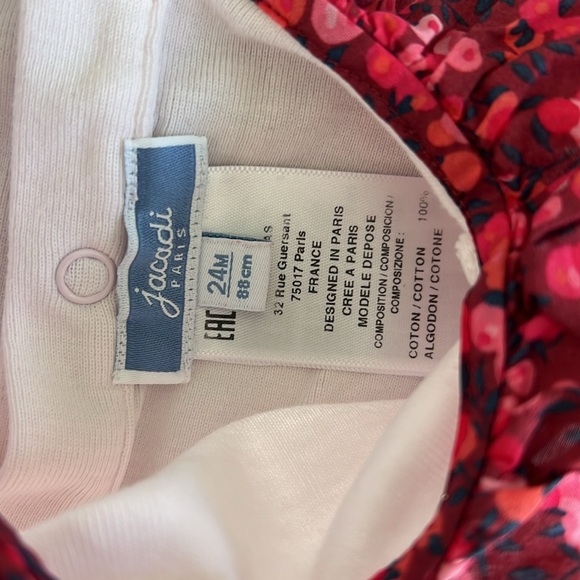 Jacadi
PARIS
24M
88cm
EAC
32 Rue Guersant
75017 Paris
FRANCE
DESIGNED IN PARIS
CREE A PARIS
MODELE DEPOSE
COMPOSITION / COMPOSICION /
COMPOSIZIONE :
COTON / COTTON 100%
ALGODON / COTONE